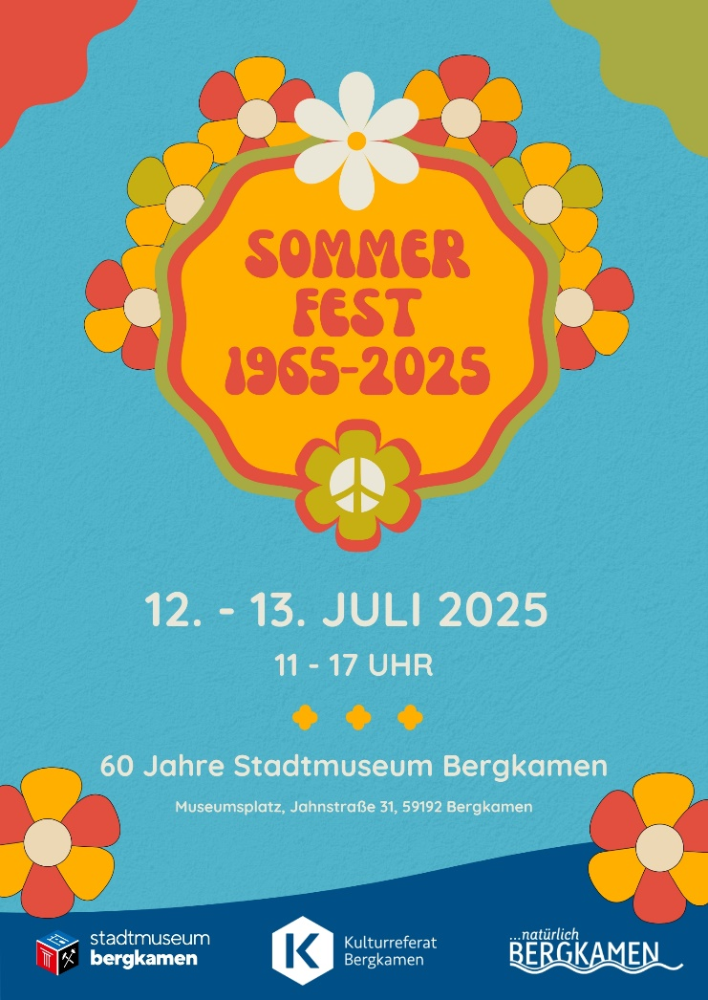 SOMMER
FEST
1965-2025
12. - 13. JULI 2025
11 - 17 UHR
60 Jahre Stadtmuseum Bergkamen
Museumsplatz, Jahnstraße 31, 59192 Bergkamen
stadtmuseum
bergkamen
K
Kulturreferat
Bergkamen
...natürlich
BERGKAMEN